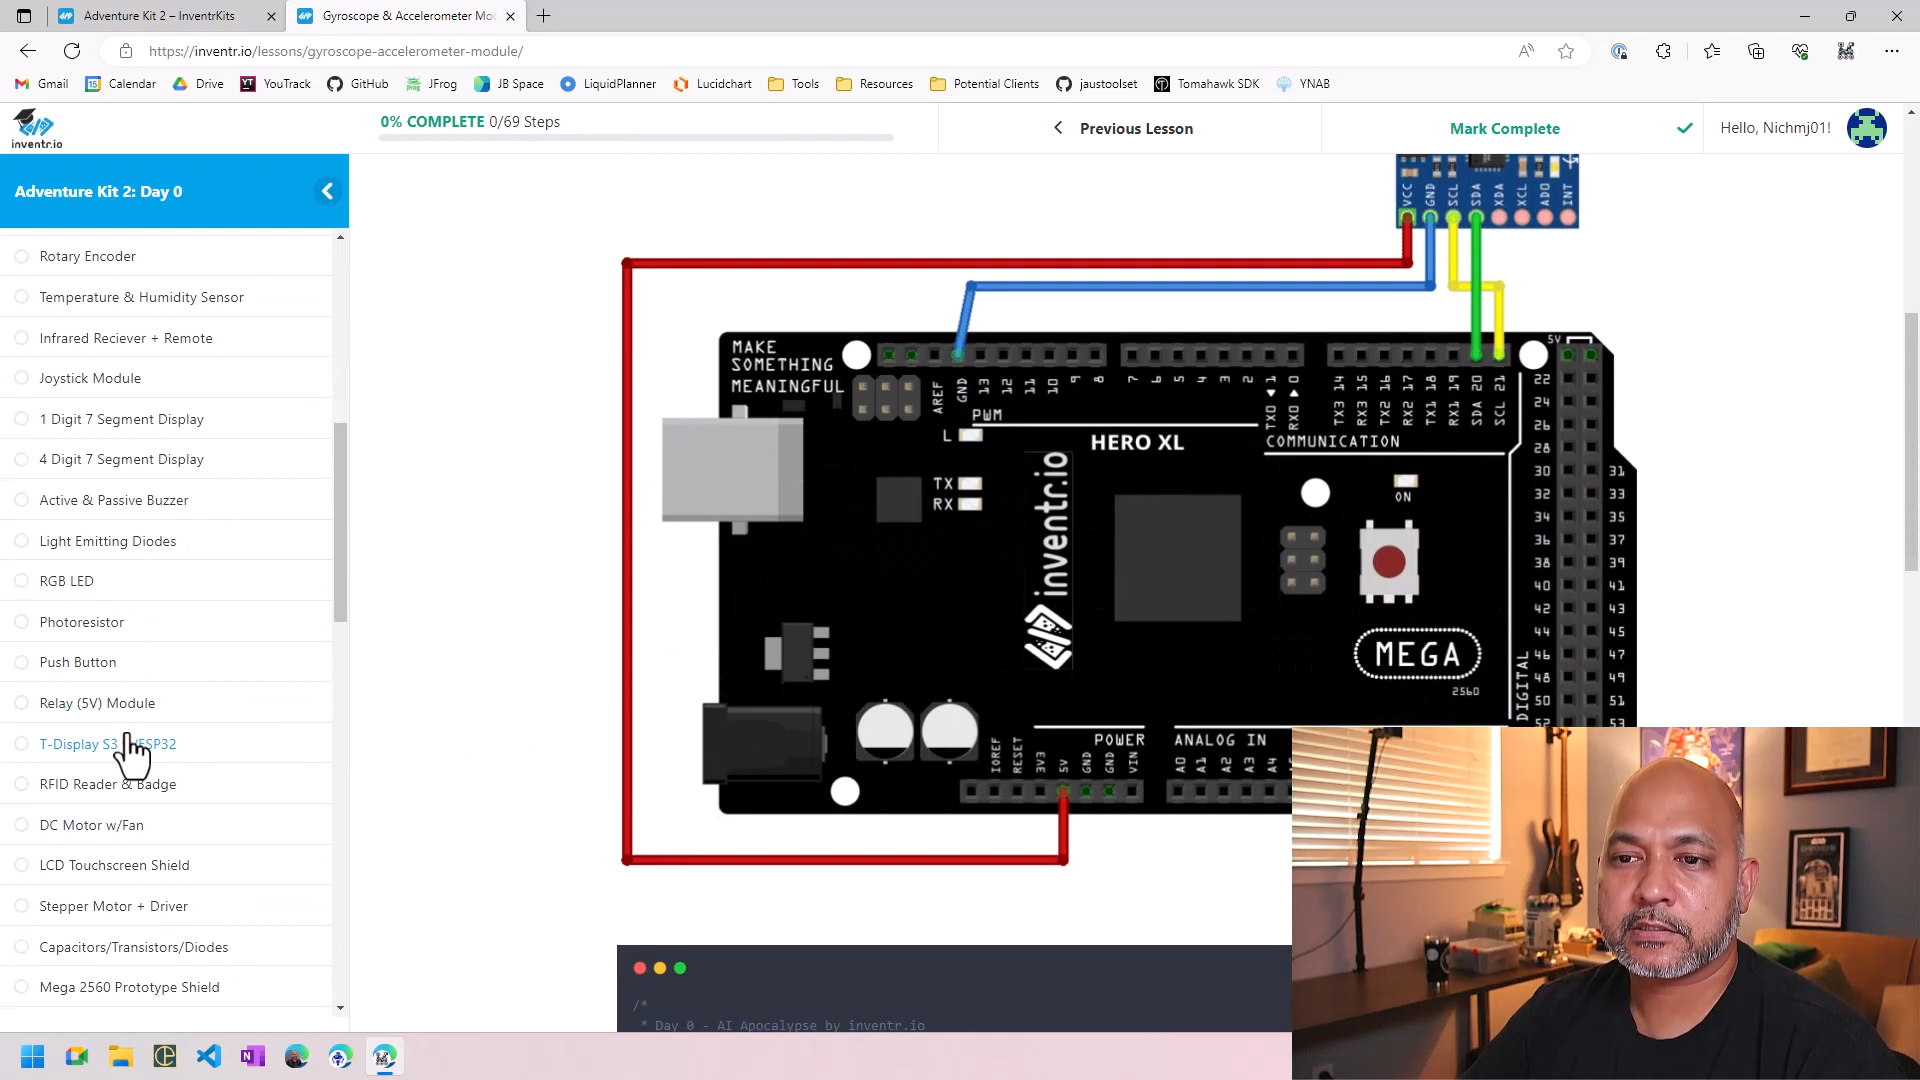 Adventure Kit 2 – InventrKits
Gyroscope & Accelerometer Mo
https://inventr.io/lessons/gyroscope-accelerometer-module/
Gmail
Calendar
Drive
YouTrack
GitHub
JFrog
JB Space
LiquidPlanner
Lucidchart
Tools
Resources
Potential Clients
jaustoolset
Tomahawk SDK
YNAB
inventr.io
0% COMPLETE 0/69 Steps
Previous Lesson
Mark Complete
Hello, Nichmj01!
Adventure Kit 2: Day 0
Rotary Encoder
Temperature & Humidity Sensor
Infrared Reciever + Remote
Joystick Module
1 Digit 7 Segment Display
4 Digit 7 Segment Display
Active & Passive Buzzer
Light Emitting Diodes
RGB LED
Photoresistor
Push Button
Relay (5V) Module
T-Display S3 ESP32
RFID Reader & Badge
DC Motor w/Fan
LCD Touchscreen Shield
Stepper Motor + Driver
Capacitors/Transistors/Diodes
Mega 2560 Prototype Shield
VCC GND SCL SDA XDA XCL ADO INT
MAKE
SOMETHING
MEANINGFUL
AREF GND 13 12 11 10 9 8 7 6 5 4 3 2 TX0 1 RX0 0 TX3 14 RX3 15 TX2 16 RX2 17 TX1 18 RX1 19 SDA 20 SCL 21
PWM
COMMUNICATION
L
TX
RX
HERO XL
inventr.io
ON
MEGA
2560
5V
22
24
26
28
30 31
32 33
34 35
36 37
38 39
40 41
42 43
44 45
46 47
48 49
50 51
52 53
DIGITAL
POWER
ANALOG IN
IOREF RESET 3V3 5V GND GND VIN A0 A1 A2 A3 A4
/*
* Day 0 - AI Apocalypse by inventr.io